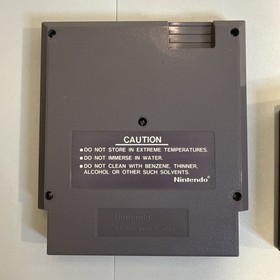 CAUTION
• DO NOT STORE IN EXTREME TEMPERATURES.
• DO NOT IMMERSE IN WATER.
• DO NOT CLEAN WITH BENZENE, THINNER,
ALCOHOL OR OTHER SUCH SOLVENTS.
Nintendo®
Nintendo